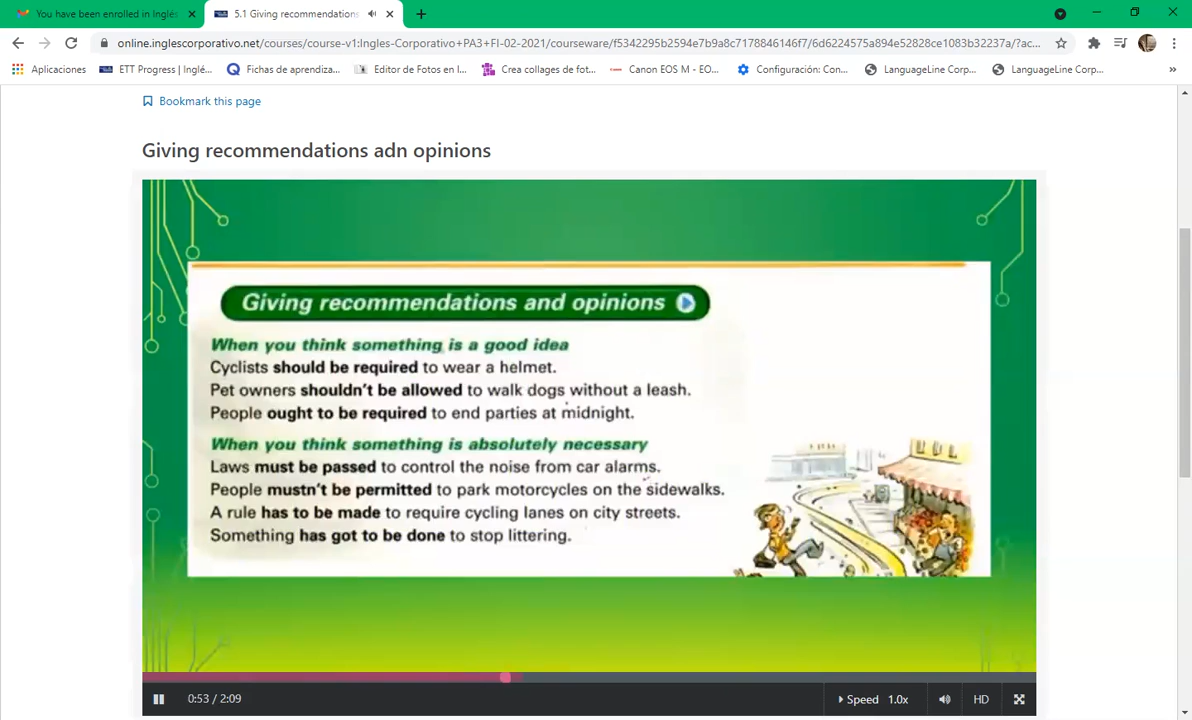 You have been enrolled in Inglés
5.1 Giving recommendations
online.inglescorporativo.net/courses/course-v1:Ingles-Corporativo+PA3+FI-02-2021/courseware/f5342295b2594e7b9a8c7178846146f7/6d6224575a894e52828ce1083b32237a/?ac...
Aplicaciones ETT Progress | Inglé... Fichas de aprendiza... Editor de Fotos en l... Crea collages de fot... Canon EOS M - EO... Configuración: Con... LanguageLine Corp... LanguageLine Corp... »
Bookmark this page
Giving recommendations adn opinions
Giving recommendations and opinions
When you think something is a good idea
Cyclists should be required to wear a helmet.
Pet owners shouldn't be allowed to walk dogs without a leash.
People ought to be required to end parties at midnight.
When you think something is absolutely necessary
Laws must be passed to control the noise from car alarms.
People mustn't be permitted to park motorcycles on the sidewalks.
A rule has to be made to require cycling lanes on city streets.
Something has got to be done to stop littering.
0:53 / 2:09 Speed 1.0x HD